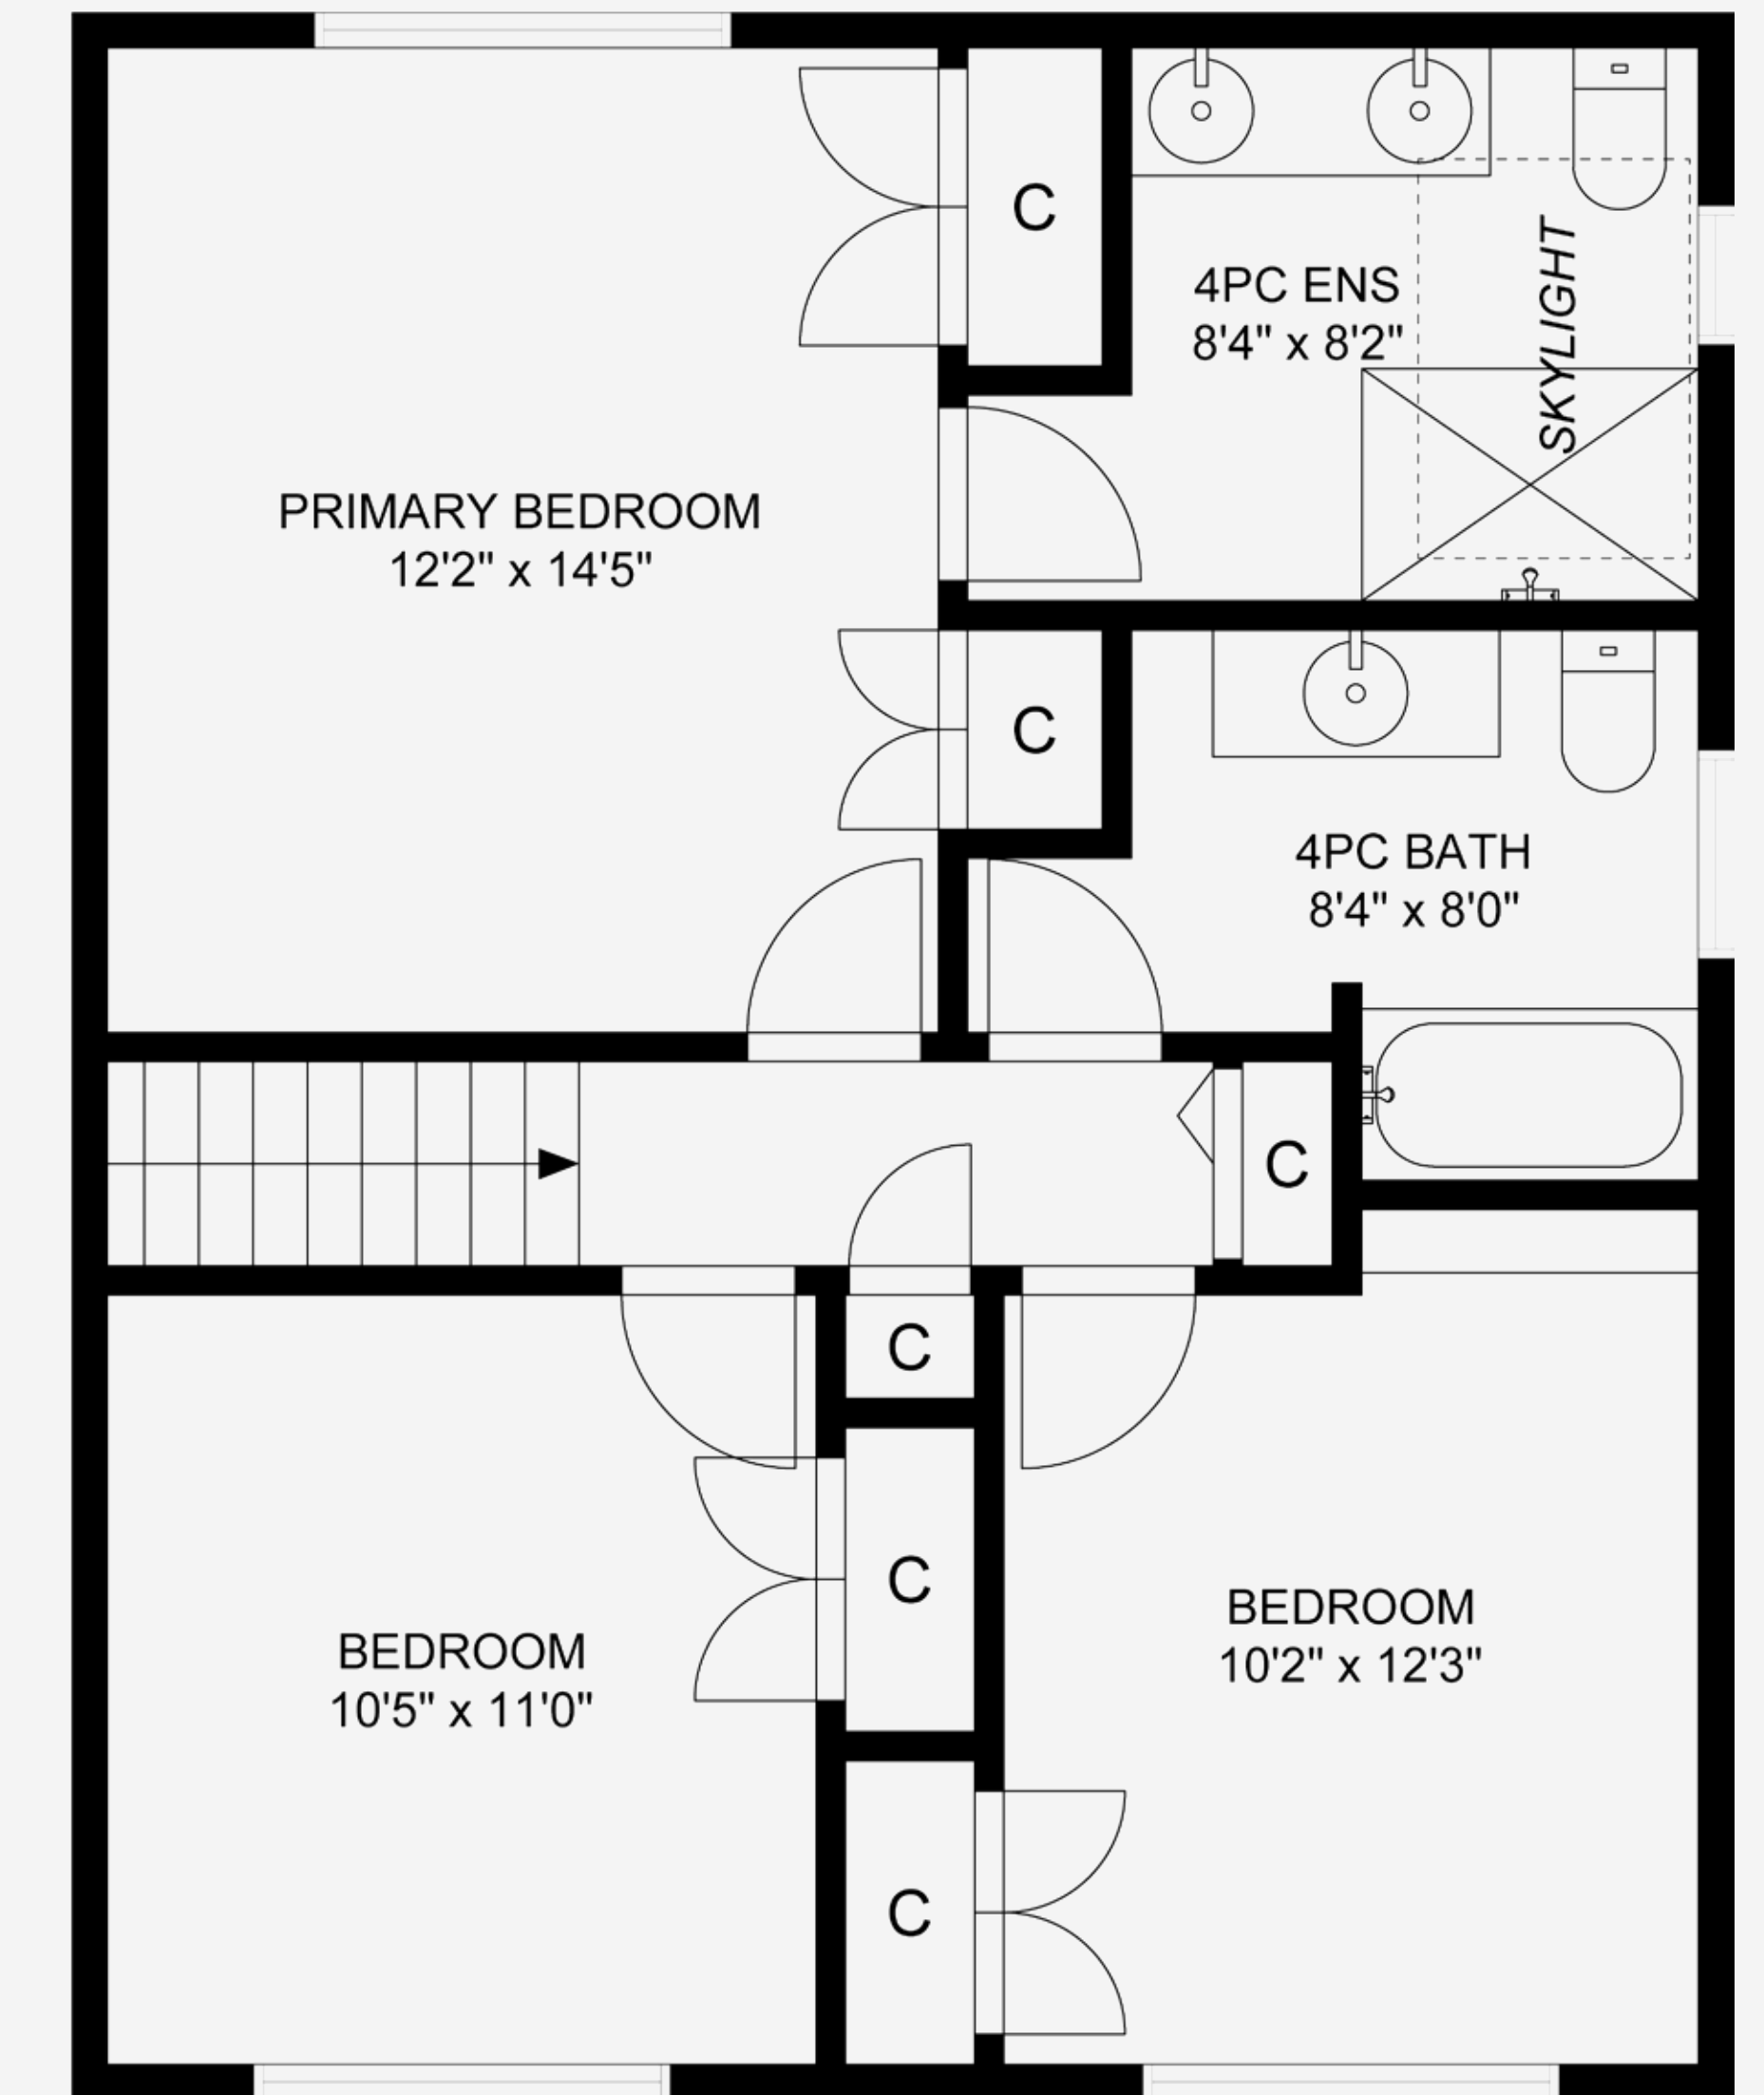 C
4PC ENS
8'4" x 8'2"
SKYLIGHT
PRIMARY BEDROOM
12'2" x 14'5"
C
4PC BATH
8'4" x 8'0"
C
C
C
BEDROOM
10'5" x 11'0"
BEDROOM
10'2" x 12'3"
C